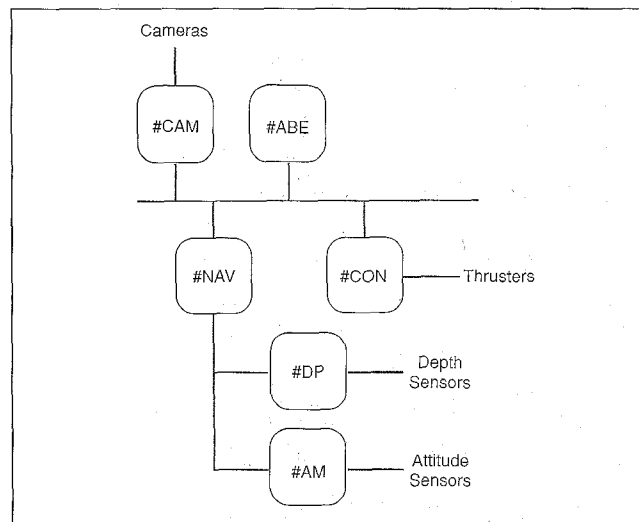 Cameras
#CAM
#ABE
#NAV
#CON
Thrusters
#DP
Depth
Sensors
#AM
Attitude
Sensors